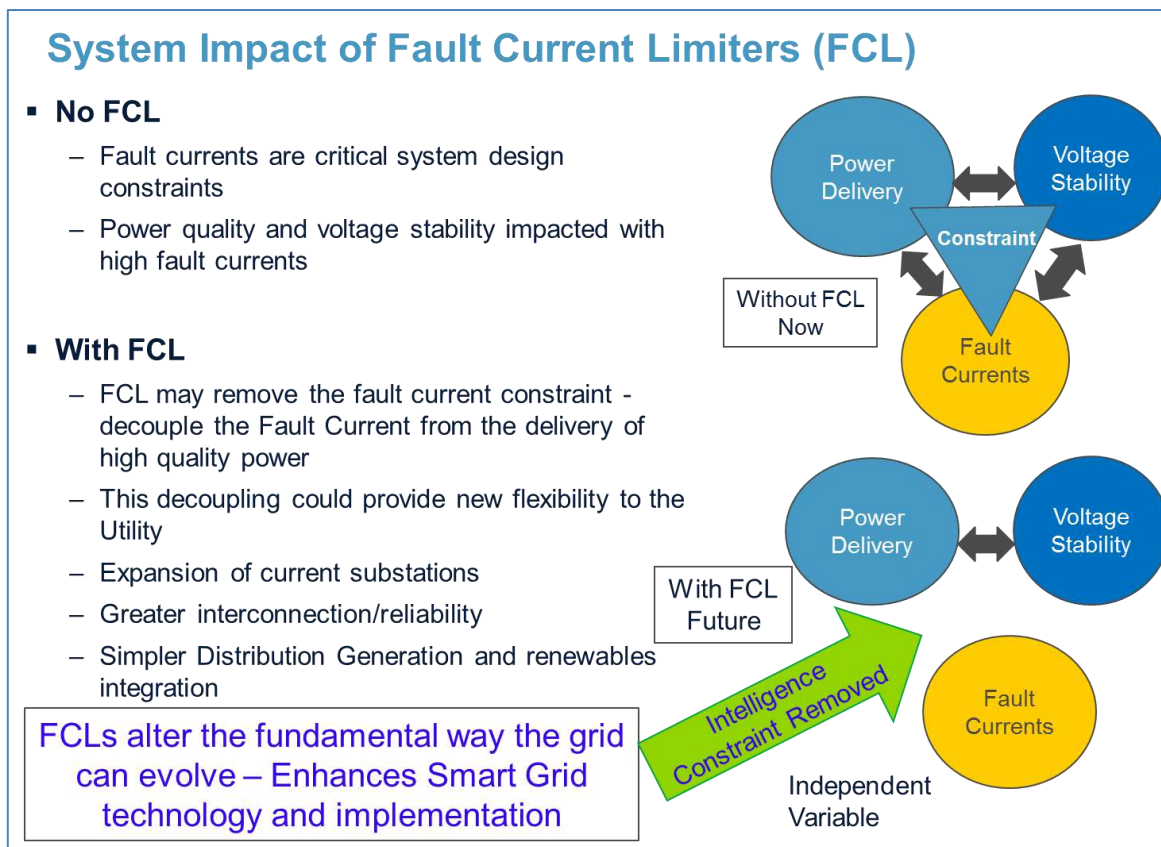 System Impact of Fault Current Limiters (FCL)
▪ No FCL
– Fault currents are critical system design
constraints
– Power quality and voltage stability impacted with
high fault currents
▪ With FCL
– FCL may remove the fault current constraint -
decouple the Fault Current from the delivery of
high quality power
– This decoupling could provide new flexibility to the
Utility
– Expansion of current substations
– Greater interconnection/reliability
– Simpler Distribution Generation and renewables
integration
FCLs alter the fundamental way the grid
can evolve – Enhances Smart Grid
technology and implementation
Power
Delivery
Voltage
Stability
Constraint
Without FCL
Now
Fault
Currents
Power
Delivery
Voltage
Stability
With FCL
Future
Intelligence
Constraint Removed
Fault
Currents
Independent
Variable